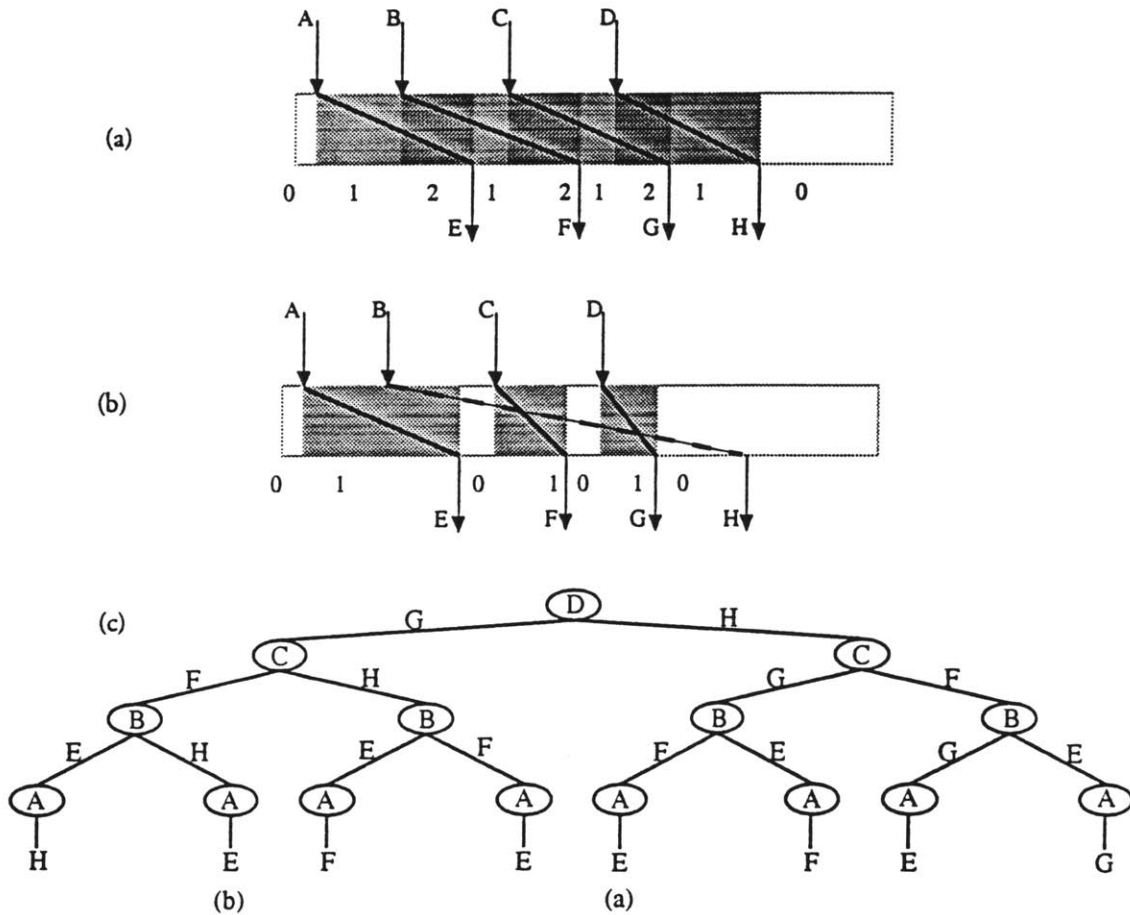 A B C D
(a)
0 1 2 1 2 1 2 1 0
E F G H
A B C D
(b)
0 1 0 1 0 1 0
E F G H
(c)
D
G H
C C
F H G F
B B B B
E H E F F E G E
A A A A A A A A
H E F E E F E G
(b) (a)